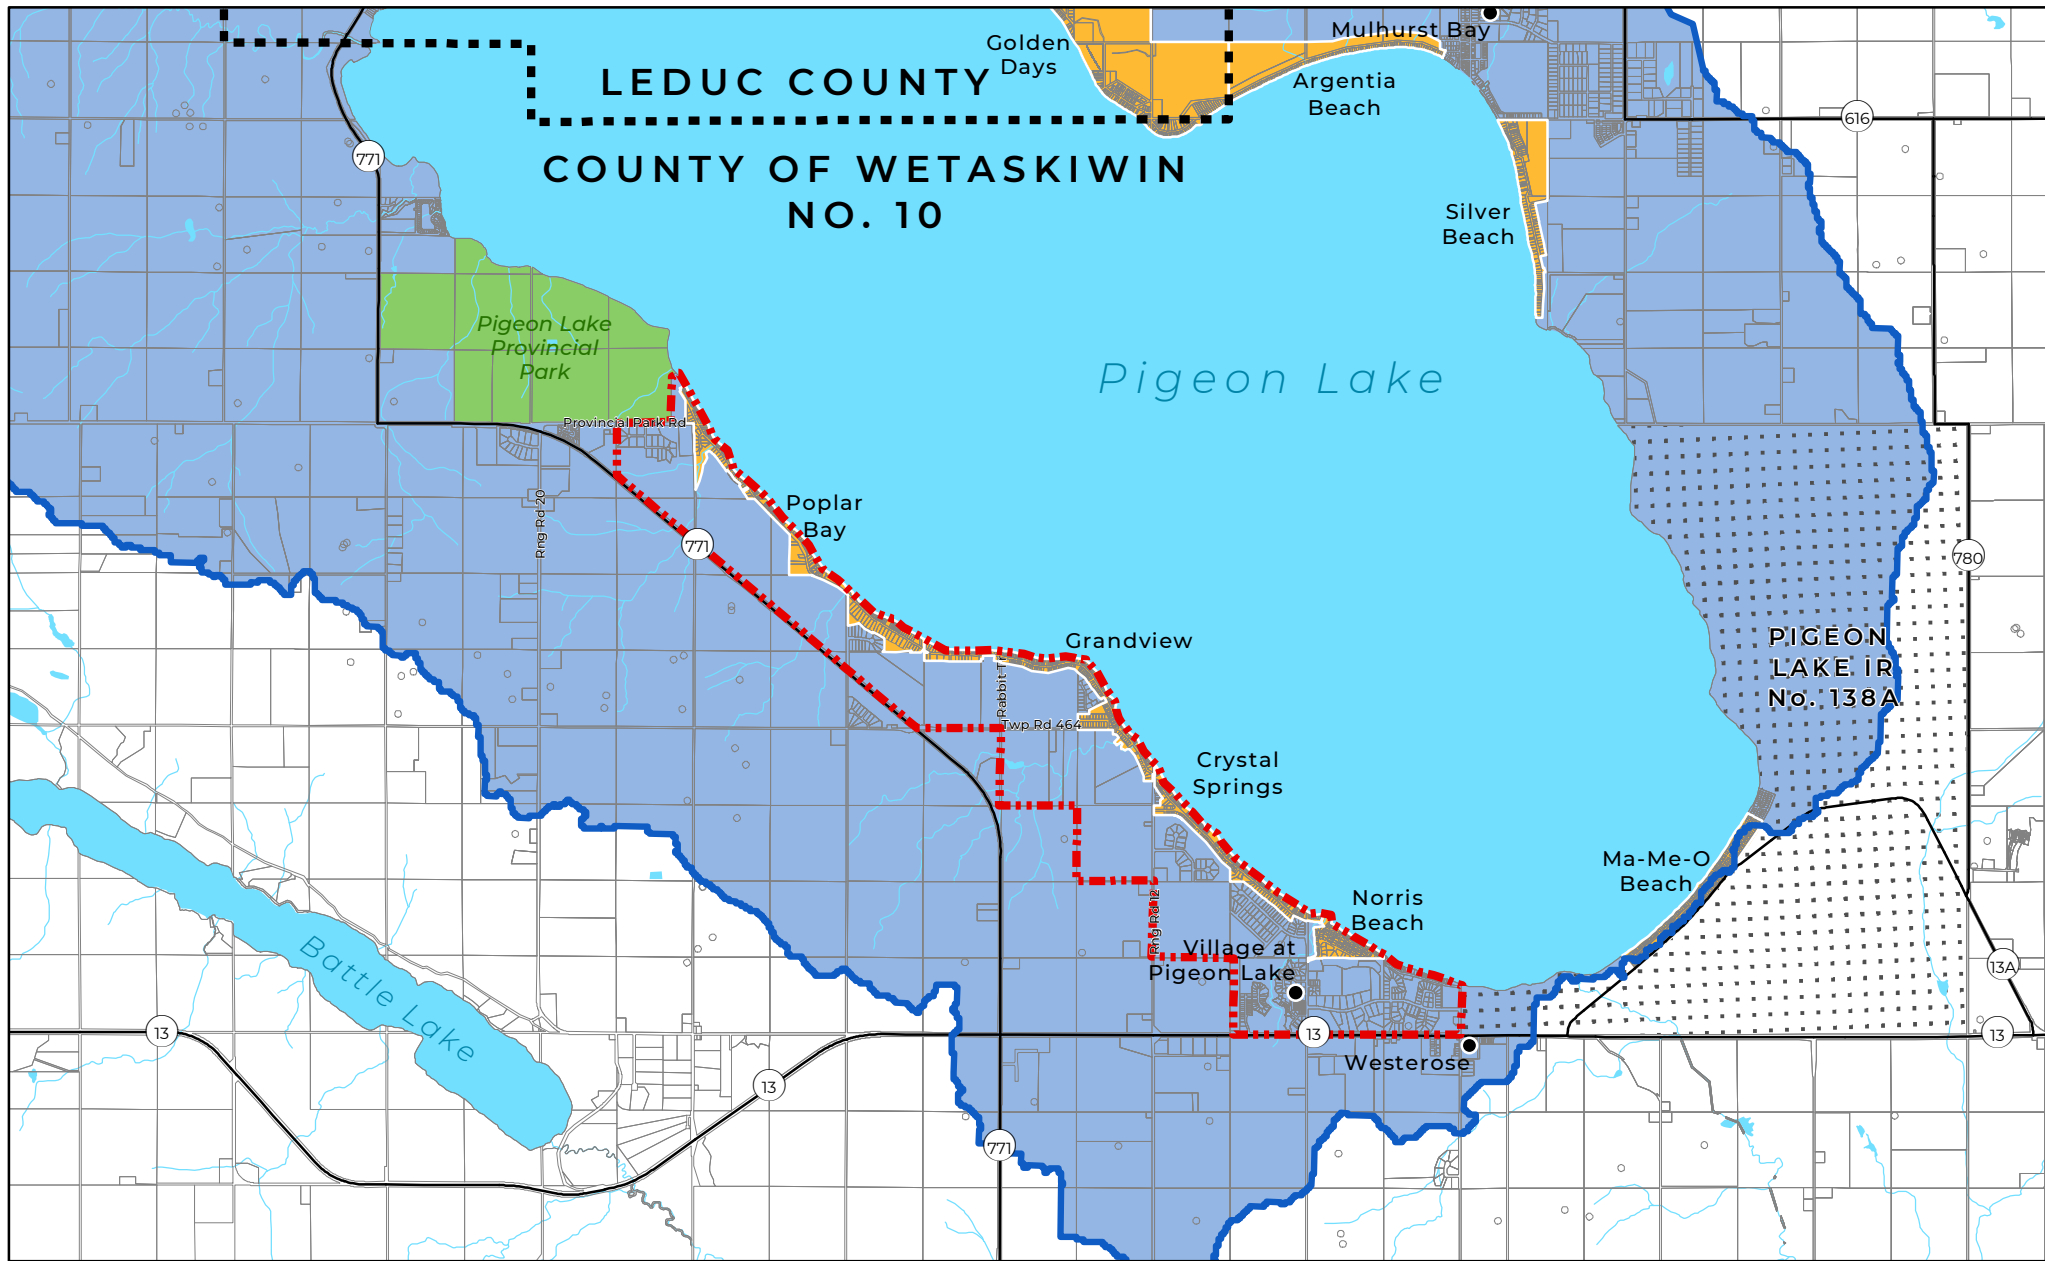 Golden
Days
Mulhurst Bay
LEDUC COUNTY
Argentia
Beach
616
771
COUNTY OF WETASKIWIN
NO. 10
Silver
Beach
Pigeon Lake
Provincial
Park
Pigeon Lake
Provincial Park Rd
Rng Rd 20
Poplar
Bay
771
780
Grandview
PIGEON
LAKE IR
No. 138A
Rabbit Tr
Twp Rd 464
Crystal
Springs
Ma-Me-O
Beach
Norris
Beach
Rng Rd 12
Village at
Pigeon Lake
Battle Lake
13A
13
13
13
Westerose
13
771